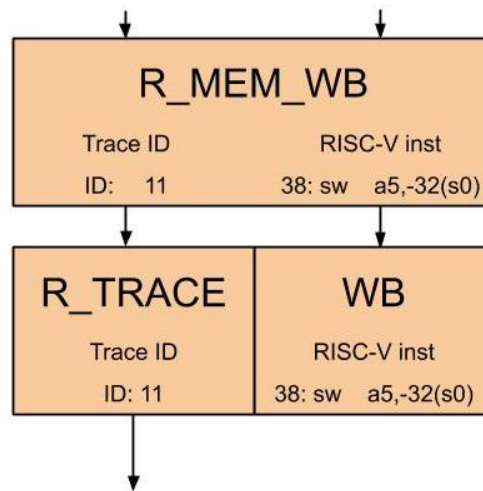 R_MEM_WB
Trace ID RISC-V inst
ID: 11 38: sw a5,-32(s0)
R_TRACE WB
Trace ID RISC-V inst
ID: 11 38: sw a5,-32(s0)